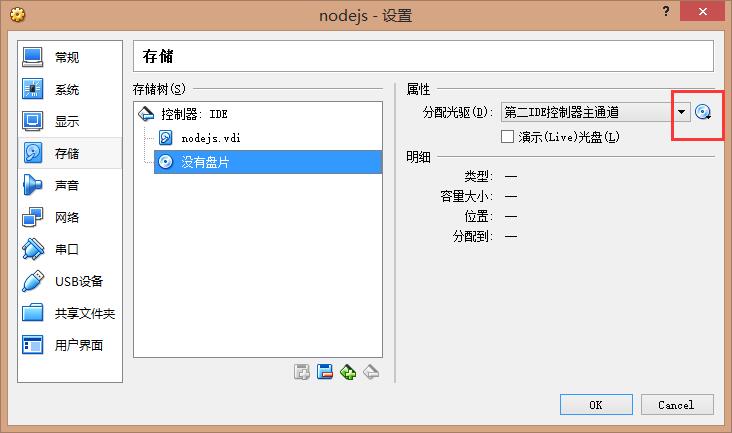 nodejs - 设置
?
常规
系统
显示
存储
声音
网络
串口
USB设备
共享文件夹
用户界面
存储
存储树(S)
控制器: IDE
nodejs.vdi
没有盘片
属性
分配光驱(D): 第二IDE控制器主通道
演示(Live)光盘(L)
明细
类型: —
容量大小: —
位置: —
分配到: —
OK
Cancel